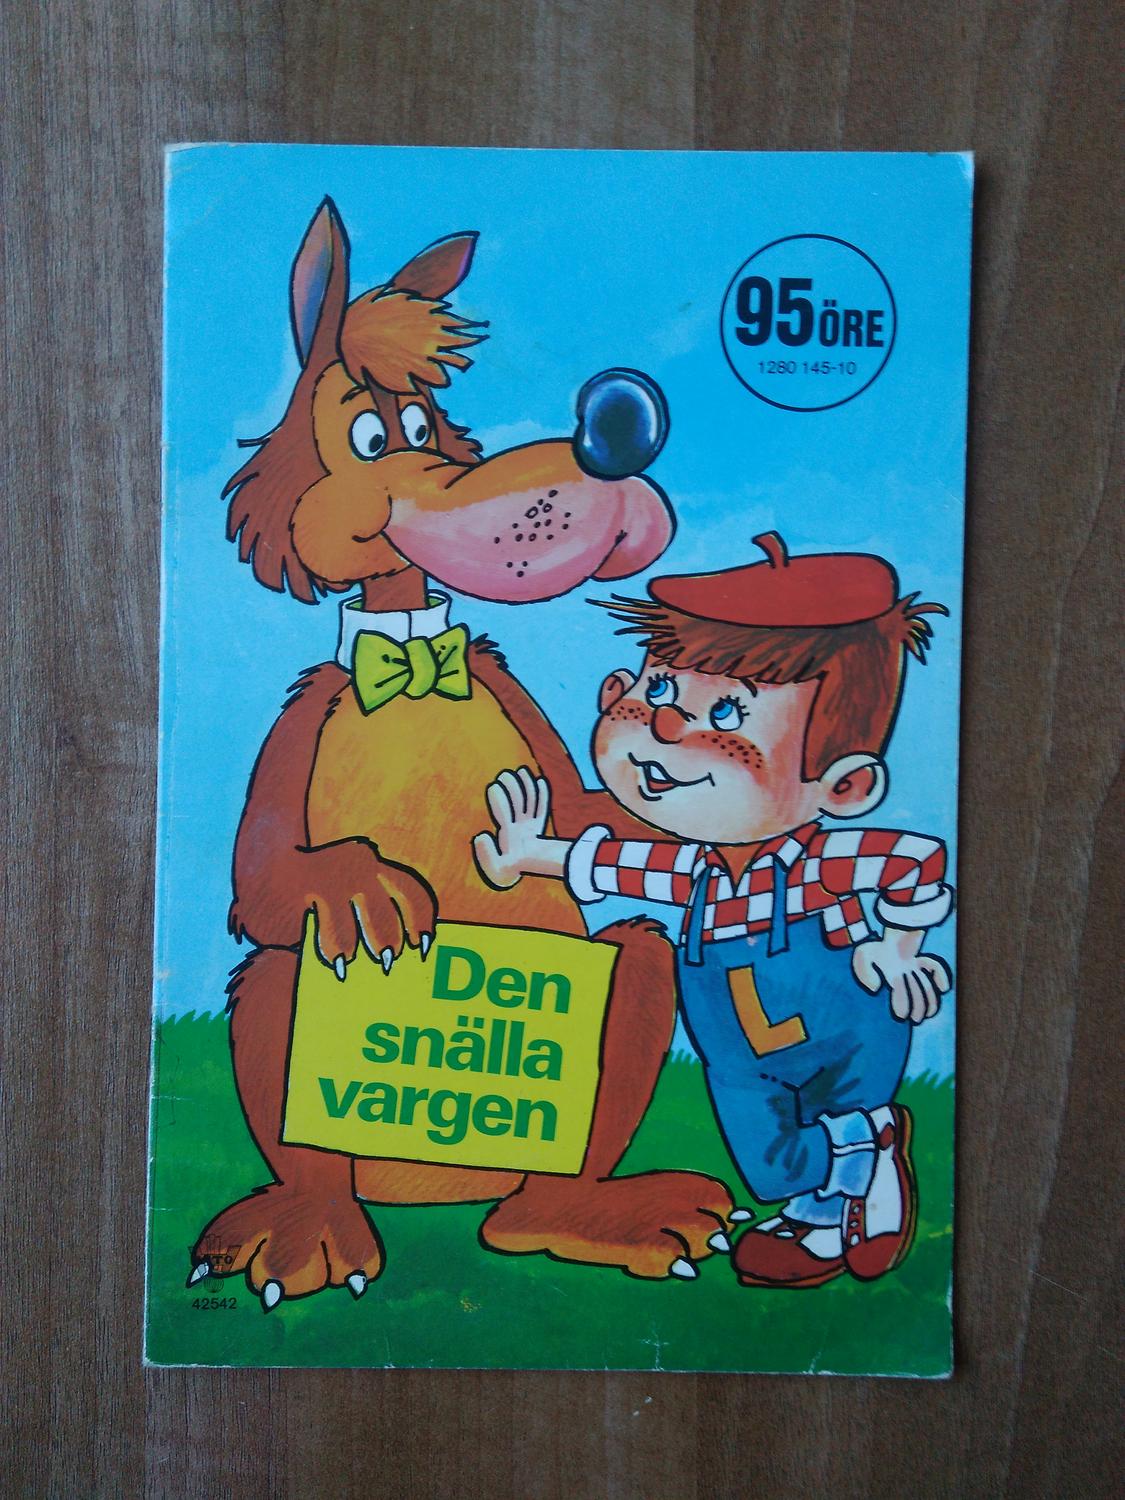 95 ÖRE
1280 145-10
Den
snälla
vargen
L
42542